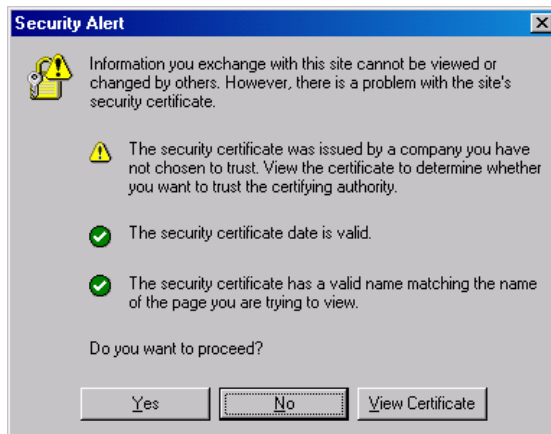 Security Alert
Information you exchange with this site cannot be viewed or
changed by others. However, there is a problem with the site's
security certificate.
The security certificate was issued by a company you have
not chosen to trust. View the certificate to determine whether
you want to trust the certifying authority.
The security certificate date is valid.
The security certificate has a valid name matching the name
of the page you are trying to view.
Do you want to proceed?
Yes No View Certificate